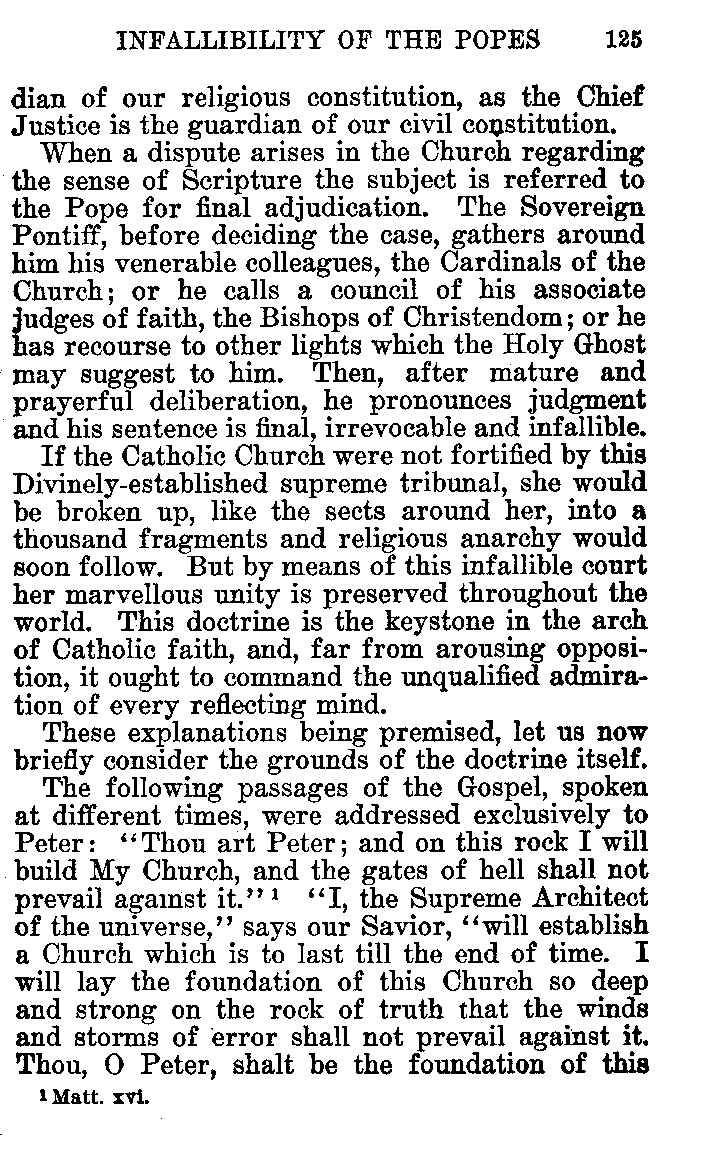 INFALLIBILITY OF THE POPES 125
dian of our religious constitution, as the Chief
Justice is the guardian of our civil constitution.
When a dispute arises in the Church regarding
the sense of Scripture the subject is referred to
the Pope for final adjudication. The Sovereign
Pontiff, before deciding the case, gathers around
him his venerable colleagues, the Cardinals of the
Church; or he calls a council of his associate
judges of faith, the Bishops of Christendom; or he
has recourse to other lights which the Holy Ghost
may suggest to him. Then, after mature and
prayerful deliberation, he pronounces judgment
and his sentence is final, irrevocable and infallible.
If the Catholic Church were not fortified by this
Divinely-established supreme tribunal, she would
be broken up, like the sects around her, into a
thousand fragments and religious anarchy would
soon follow. But by means of this infallible court
her marvellous unity is preserved throughout the
world. This doctrine is the keystone in the arch
of Catholic faith, and, far from arousing opposi-
tion, it ought to command the unqualified admira-
tion of every reflecting mind.
These explanations being premised, let us now
briefly consider the grounds of the doctrine itself.
The following passages of the Gospel, spoken
at different times, were addressed exclusively to
Peter: "Thou art Peter; and on this rock I will
build My Church, and the gates of hell shall not
prevail against it."¹ "I, the Supreme Architect
of the universe," says our Savior, "will establish
a Church which is to last till the end of time. I
will lay the foundation of this Church so deep
and strong on the rock of truth that the winds
and storms of error shall not prevail against it.
Thou, O Peter, shalt be the foundation of this
¹ Matt. xvi.